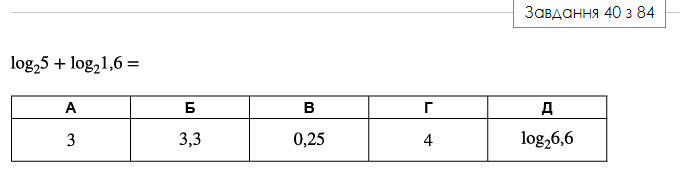 Завдання 40 з 84
log₂5 + log₂1,6 =
А Б В Г Д
3 3,3 0,25 4 log₂6,6